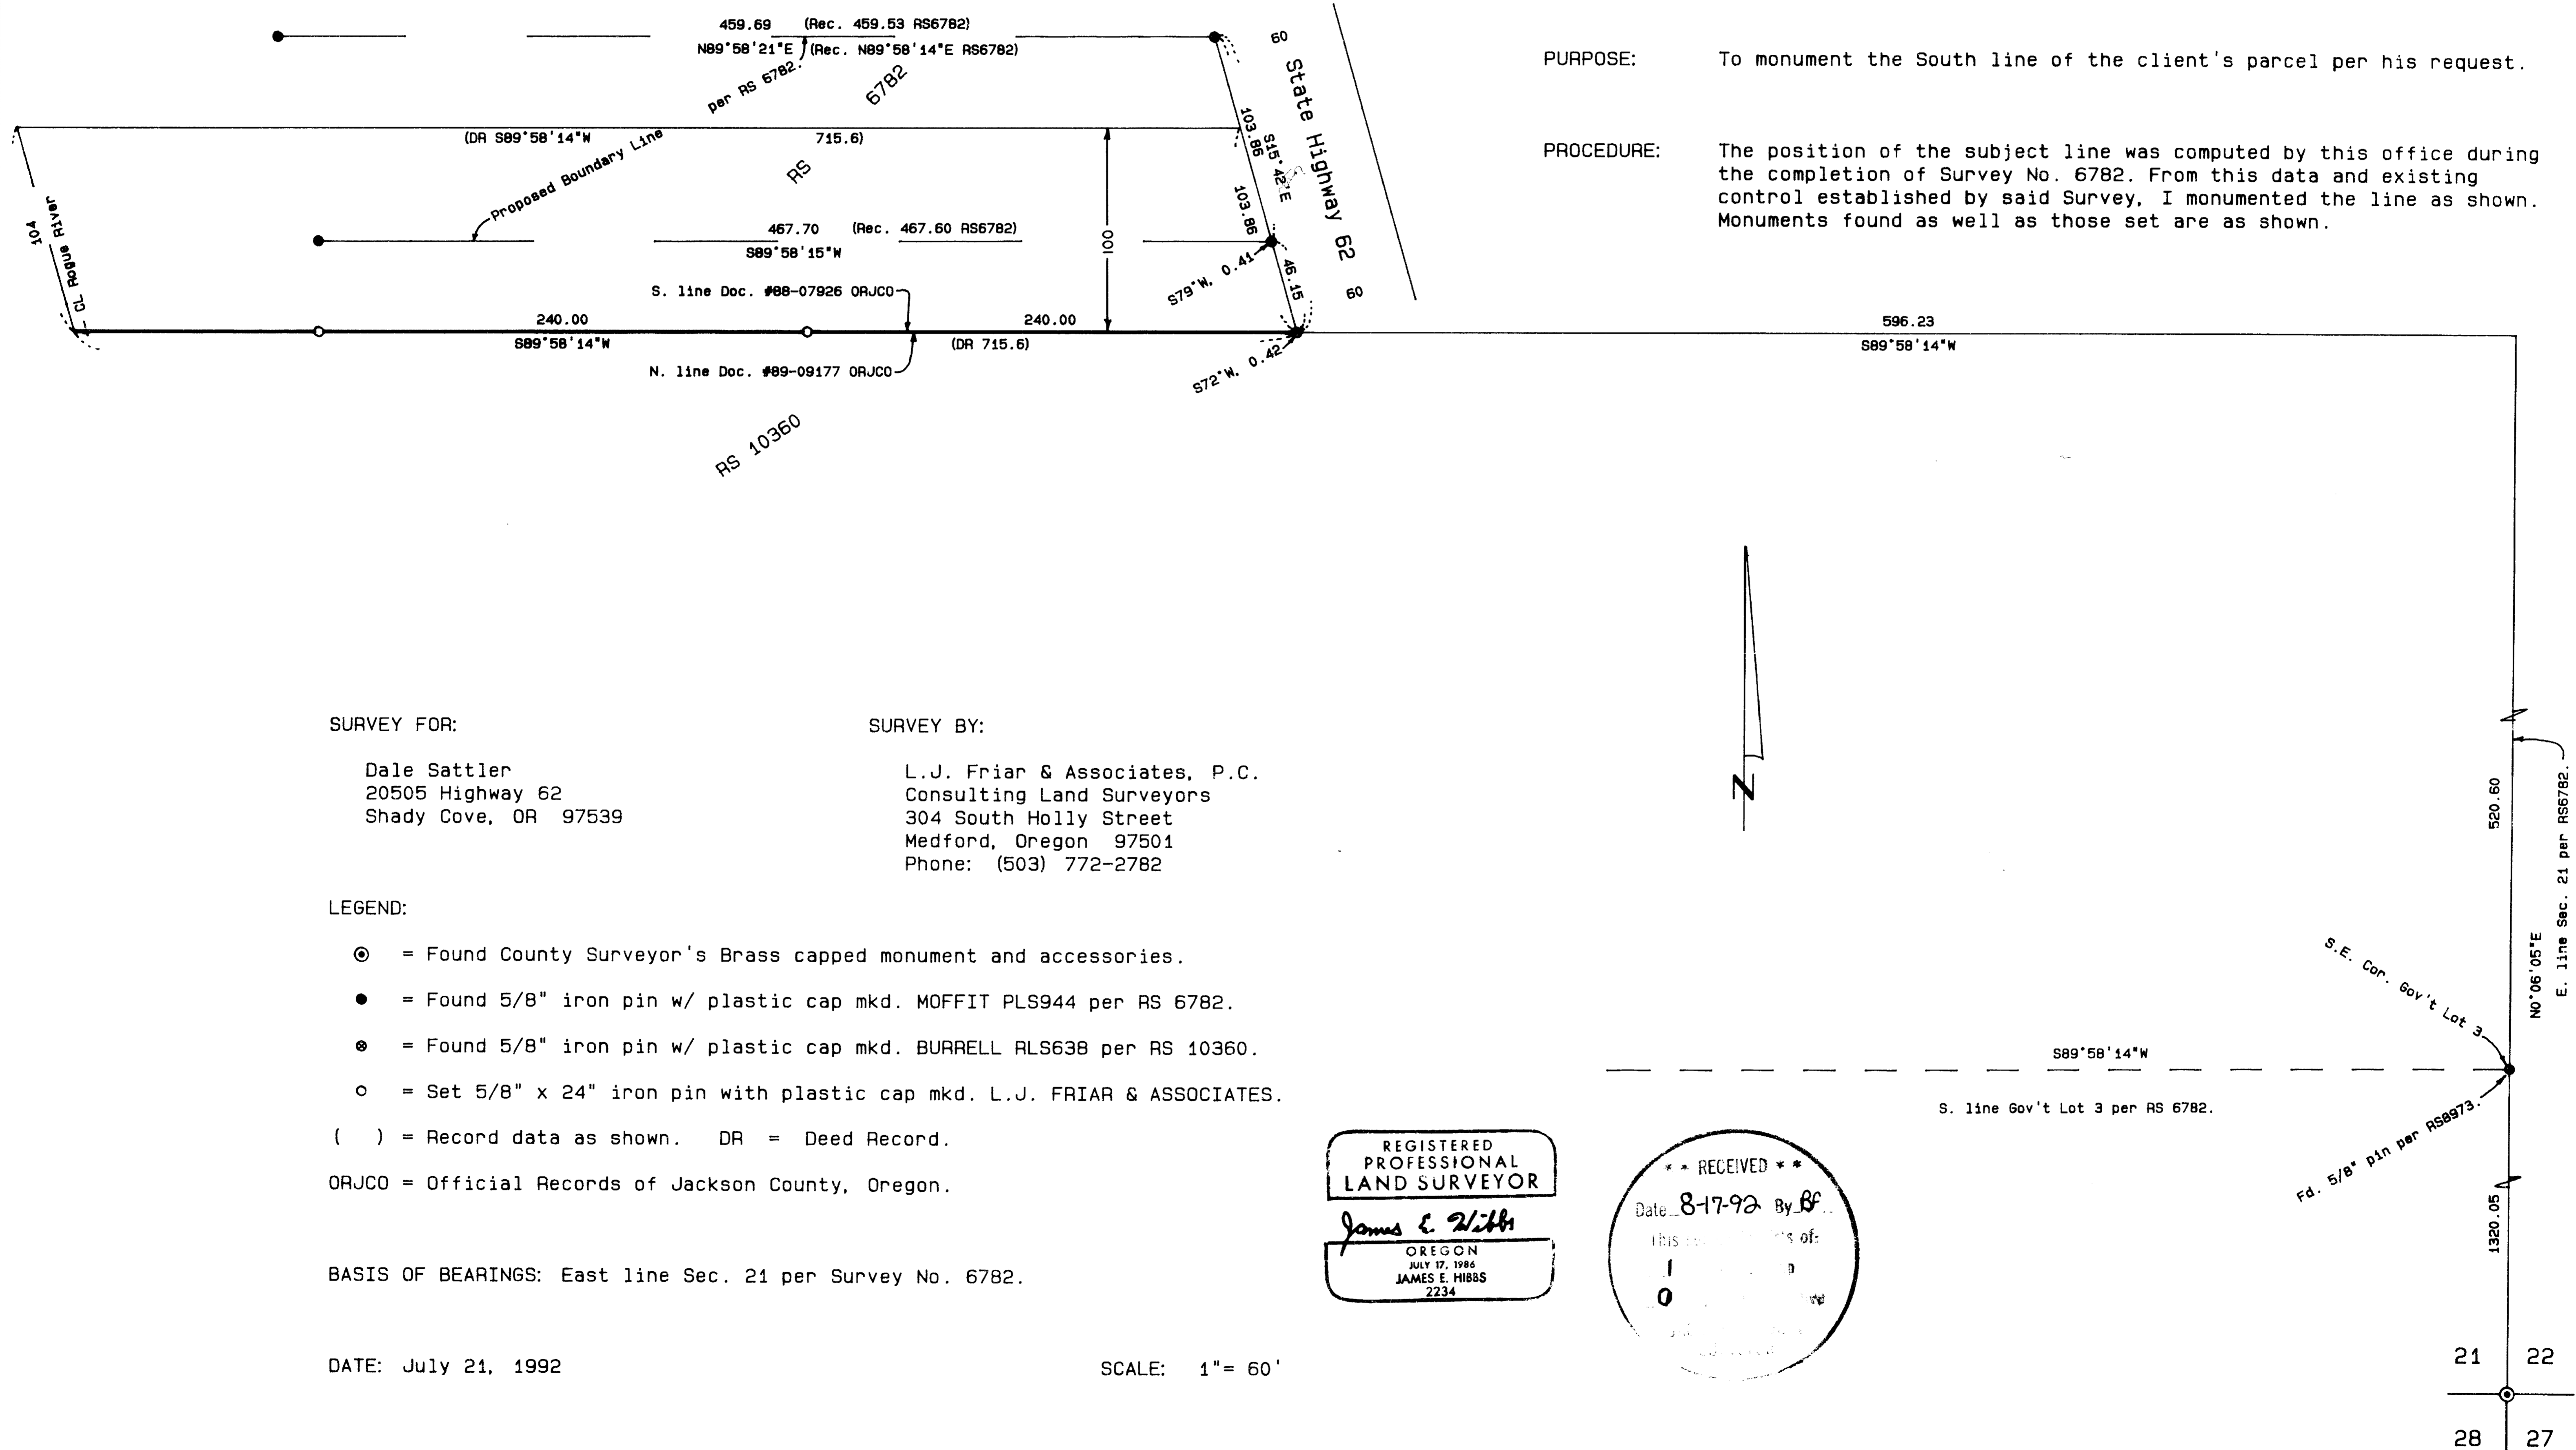 459.69 (Rec. 459.53 RS6782)
N89°58'21"E (Rec. N89°58'14"E RS6782)
per RS 6782.
6782
60
State Highway 62
60
(DR S89°58'14"W 715.6)
Proposed Boundary Line
RS
103.86
S15°42'E
103.86
104
CL Rogue River
467.70 (Rec. 467.60 RS6782)
S89°58'15"W
100
S79°W, 0.41
46.15
S. line Doc. #88-07926 ORJCO
240.00
S89°58'14"W
240.00
(DR 715.6)
S72°W, 0.42
596.23
S89°58'14"W
N. line Doc. #89-09177 ORJCO
RS 10360
PURPOSE: To monument the South line of the client's parcel per his request.
PROCEDURE: The position of the subject line was computed by this office during
the completion of Survey No. 6782. From this data and existing
control established by said Survey, I monumented the line as shown.
Monuments found as well as those set are as shown.
N
SURVEY FOR:
Dale Sattler
20505 Highway 62
Shady Cove, OR 97539
SURVEY BY:
L.J. Friar & Associates, P.C.
Consulting Land Surveyors
304 South Holly Street
Medford, Oregon 97501
Phone: (503) 772-2782
LEGEND:
= Found County Surveyor's Brass capped monument and accessories.
= Found 5/8" iron pin w/ plastic cap mkd. MOFFIT PLS944 per RS 6782.
= Found 5/8" iron pin w/ plastic cap mkd. BURRELL RLS638 per RS 10360.
= Set 5/8" x 24" iron pin with plastic cap mkd. L.J. FRIAR & ASSOCIATES.
( ) = Record data as shown. DR = Deed Record.
ORJCO = Official Records of Jackson County, Oregon.
BASIS OF BEARINGS: East line Sec. 21 per Survey No. 6782.
DATE: July 21, 1992
SCALE: 1"= 60'
REGISTERED
PROFESSIONAL
LAND SURVEYOR
James E. Hibbs
OREGON
JULY 17, 1986
JAMES E. HIBBS
2234
* * RECEIVED * *
Date 8-17-92 By BF
This of:
1
0
520.60
E. line Sec. 21 per RS6782.
N0°06'05"E
S.E. Cor. Gov't Lot 3
S89°58'14"W
S. line Gov't Lot 3 per RS 6782.
Fd. 5/8" pin per RS8973.
1320.05
21 22
28 27